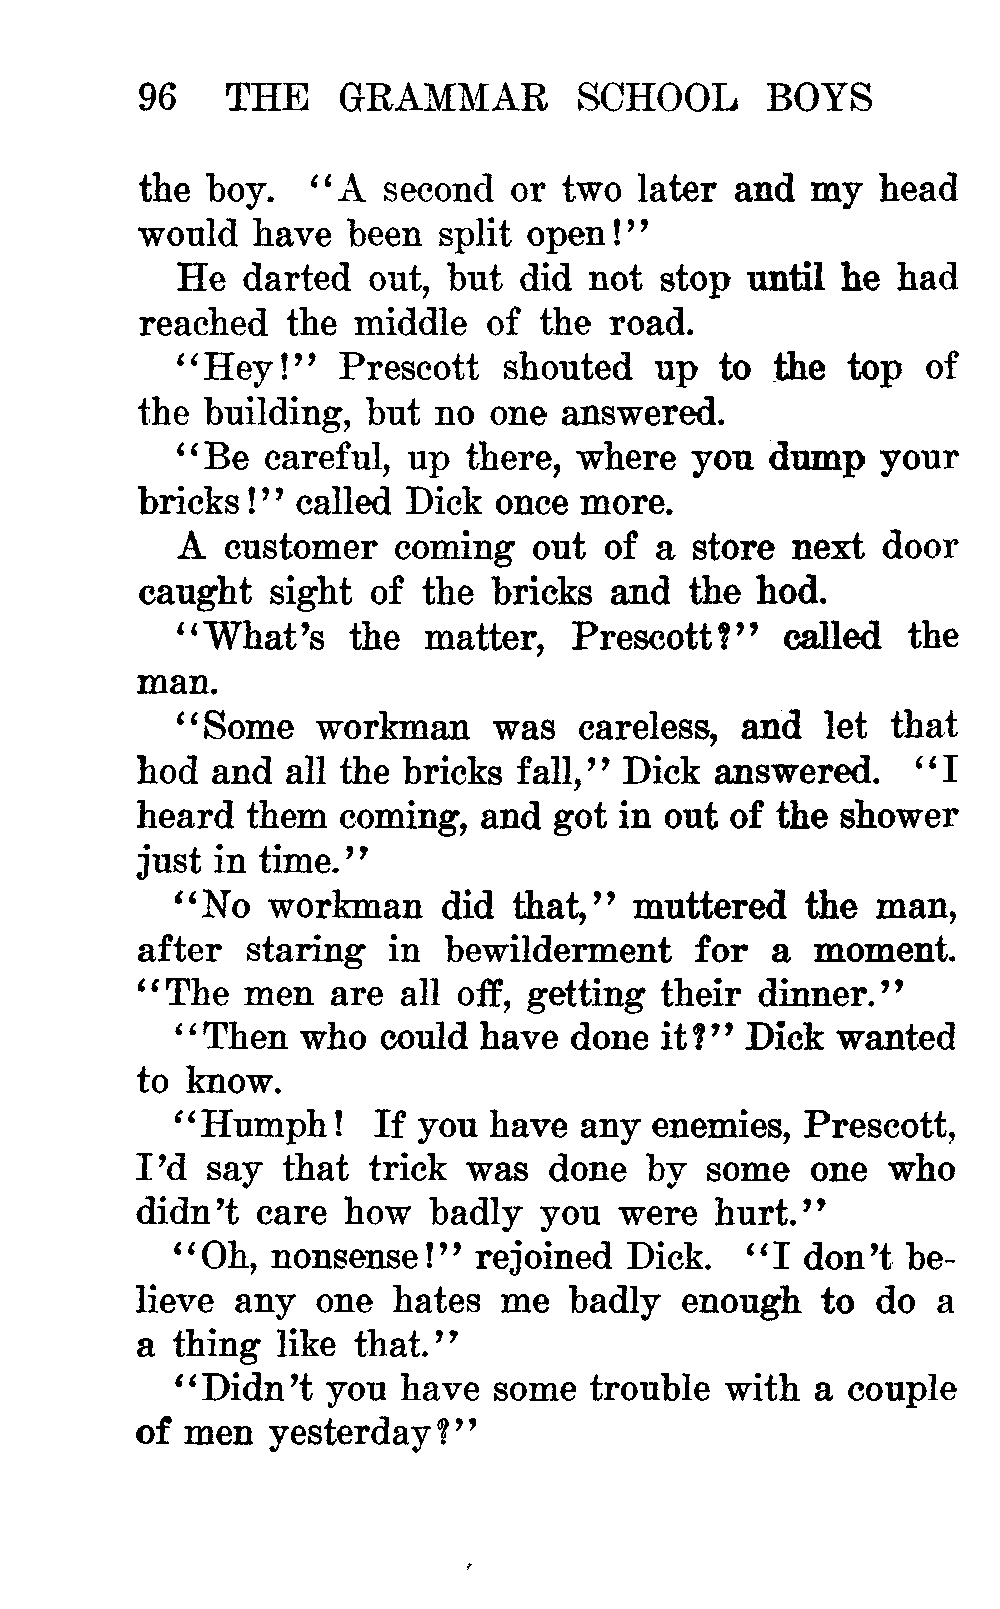 96 THE GRAMMAR SCHOOL BOYS
the boy. "A second or two later and my head
would have been split open!"
He darted out, but did not stop until he had
reached the middle of the road.
"Hey!" Prescott shouted up to the top of
the building, but no one answered.
"Be careful, up there, where you dump your
bricks!" called Dick once more.
A customer coming out of a store next door
caught sight of the bricks and the hod.
"What's the matter, Prescott?" called the
man.
"Some workman was careless, and let that
hod and all the bricks fall," Dick answered. "I
heard them coming, and got in out of the shower
just in time."
"No workman did that," muttered the man,
after staring in bewilderment for a moment.
"The men are all off, getting their dinner."
"Then who could have done it?" Dick wanted
to know.
"Humph! If you have any enemies, Prescott,
I'd say that trick was done by some one who
didn't care how badly you were hurt."
"Oh, nonsense!" rejoined Dick. "I don't be-
lieve any one hates me badly enough to do a
a thing like that."
"Didn't you have some trouble with a couple
of men yesterday?"